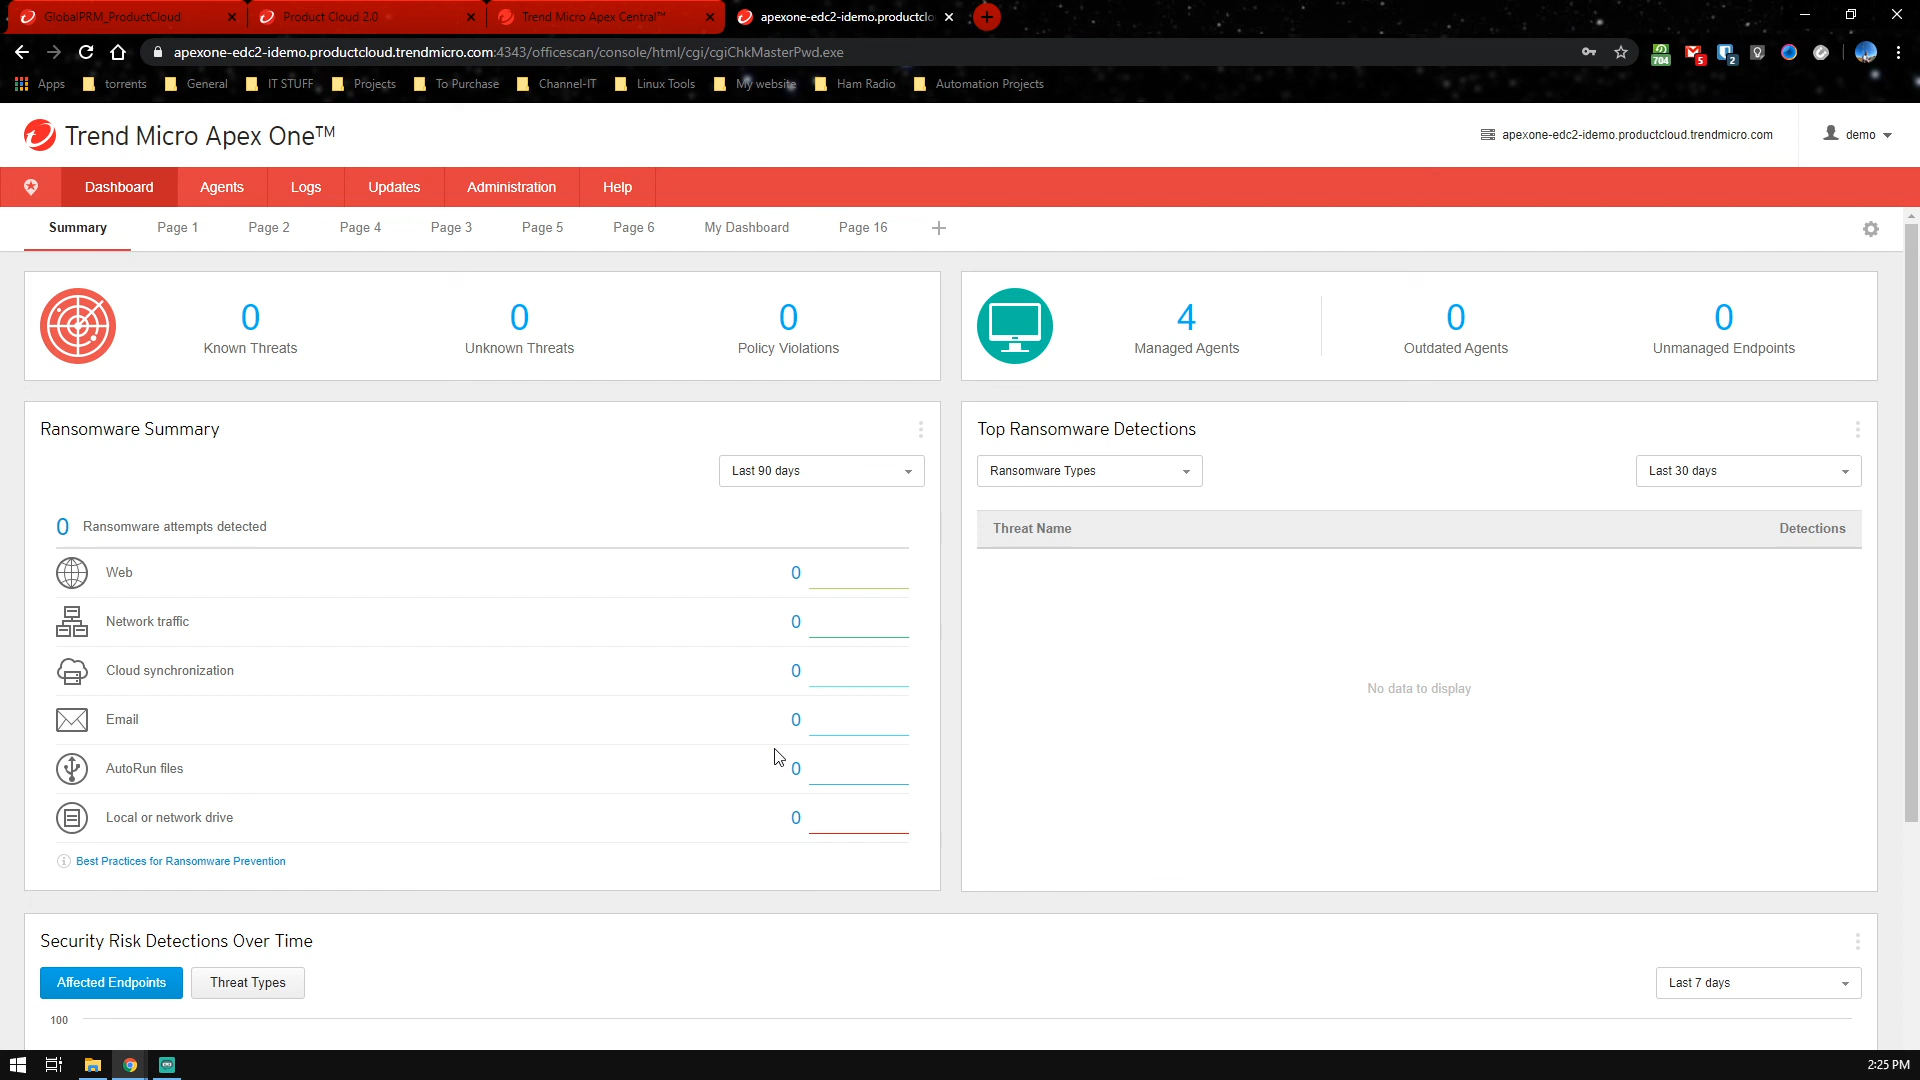 GlobalPRM_ProductCloud
Product Cloud 2.0
Trend Micro Apex Central™
apexone-edc2-idemo.productclo
apexone-edc2-idemo.productcloud.trendmicro.com:4343/officescan/console/html/cgi/cgiChkMasterPwd.exe
704
5
2
Apps
torrents
General
IT STUFF
Projects
To Purchase
Channel-IT
Linux Tools
My website
Ham Radio
Automation Projects
Trend Micro Apex One™
apexone-edc2-idemo.productcloud.trendmicro.com
demo
Dashboard
Agents
Logs
Updates
Administration
Help
Summary
Page 1
Page 2
Page 4
Page 3
Page 5
Page 6
My Dashboard
Page 16
0
Known Threats
0
Unknown Threats
0
Policy Violations
4
Managed Agents
0
Outdated Agents
0
Unmanaged Endpoints
Ransomware Summary
Last 90 days
0 Ransomware attempts detected
Web 0
Network traffic 0
Cloud synchronization 0
Email 0
AutoRun files 0
Local or network drive 0
Best Practices for Ransomware Prevention
Top Ransomware Detections
Ransomware Types
Last 30 days
Threat Name
Detections
No data to display
Security Risk Detections Over Time
Affected Endpoints
Threat Types
Last 7 days
100
2:25 PM